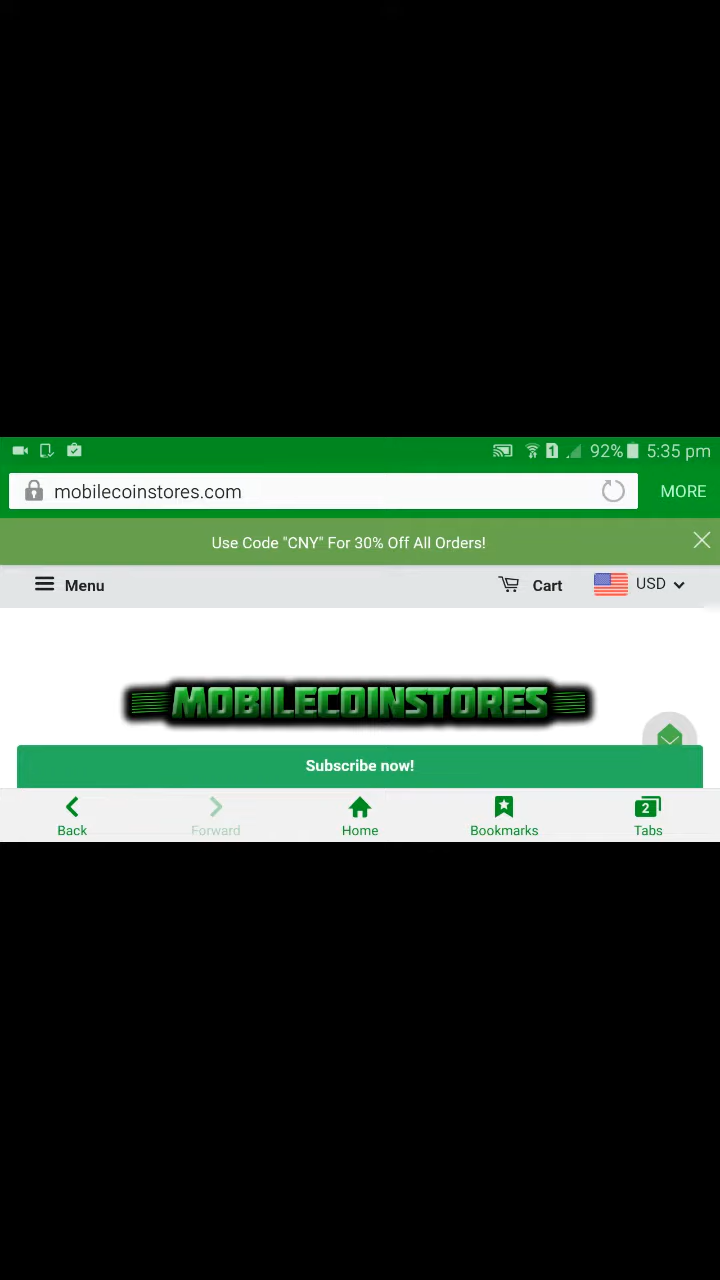 1 92% 5:35 pm
mobilecoinstores.com MORE
Use Code "CNY" For 30% Off All Orders!
Menu Cart USD
MOBILECOINSTORES
Subscribe now!
2
Back Forward Home Bookmarks Tabs